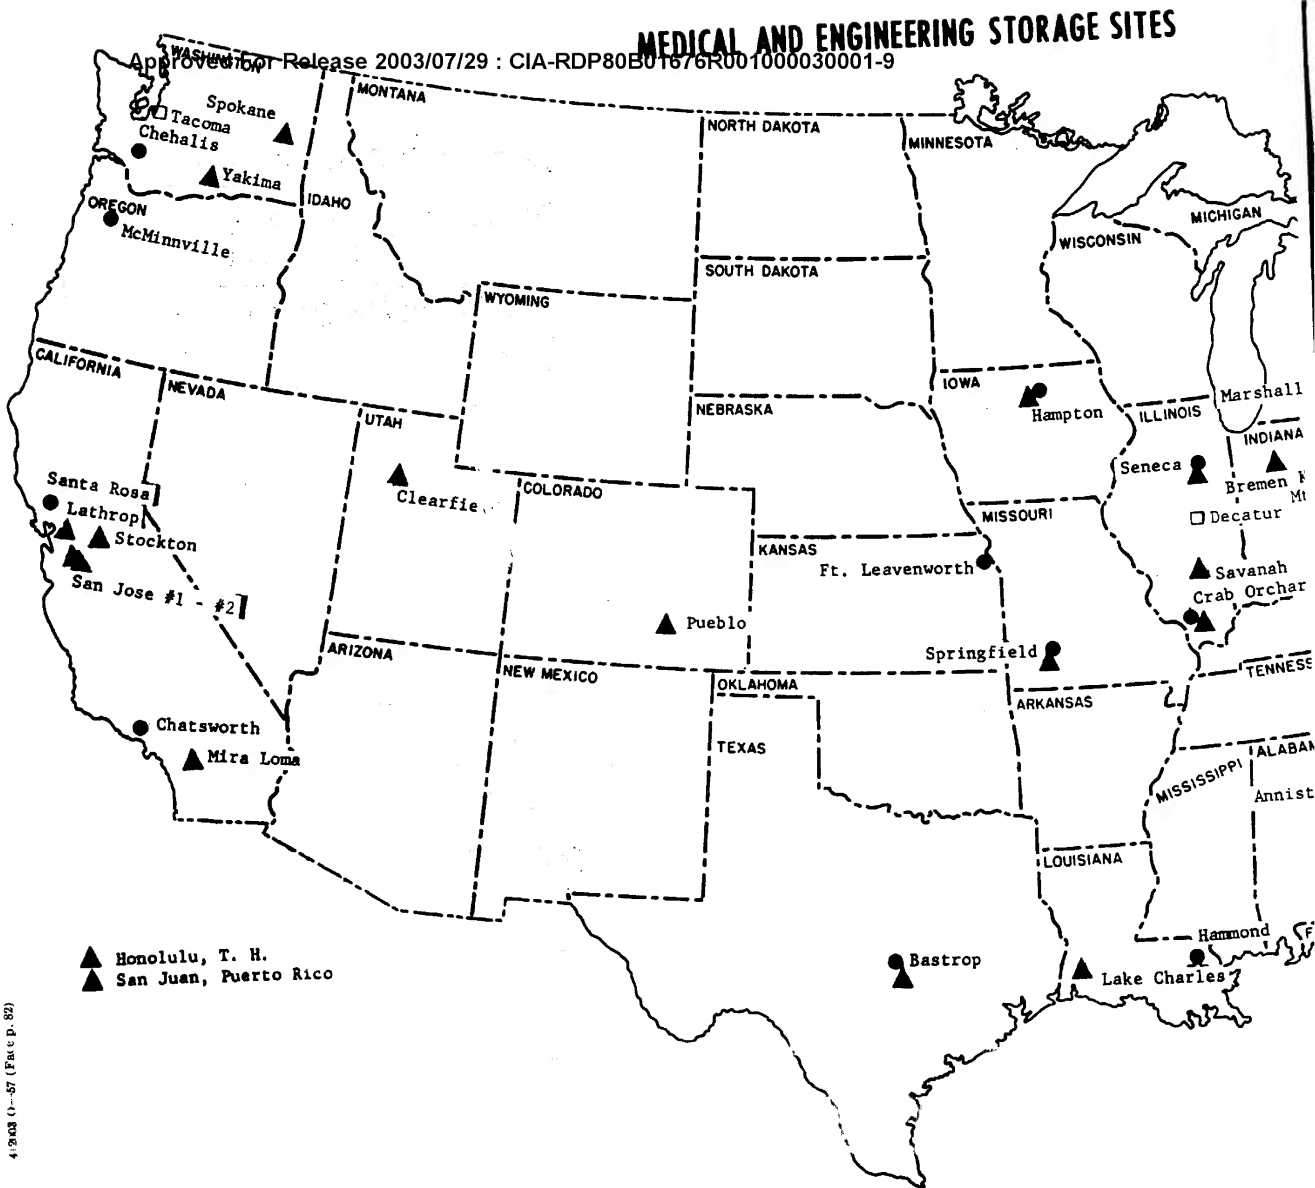 MEDICAL AND ENGINEERING STORAGE SITES
Approved For Release 2003/07/29 : CIA-RDP80B01676R001000030001-9
WASHINGTON
MONTANA
Spokane
Tacoma
Chehalis
Yakima
NORTH DAKOTA
MINNESOTA
IDAHO
OREGON
McMinnville
MICHIGAN
WISCONSIN
SOUTH DAKOTA
WYOMING
CALIFORNIA
NEVADA
IOWA
Marshall
NEBRASKA
Hampton
ILLINOIS
UTAH
INDIANA
Seneca
Santa Rosa
Clearfie
COLORADO
Bremen
Lathrop
MISSOURI
Decatur
Stockton
KANSAS
Ft. Leavenworth
Savanah
San Jose #1 - #2
Crab Orchar
Pueblo
ARIZONA
Springfield
NEW MEXICO
TENNESS
OKLAHOMA
ARKANSAS
Chatsworth
TEXAS
Mira Loma
ALABAM
MISSISSIPPI
Annist
LOUISIANA
Hammond
F
Honolulu, T. H.
Bastrop
San Juan, Puerto Rico
Lake Charles
(Face p. 82)